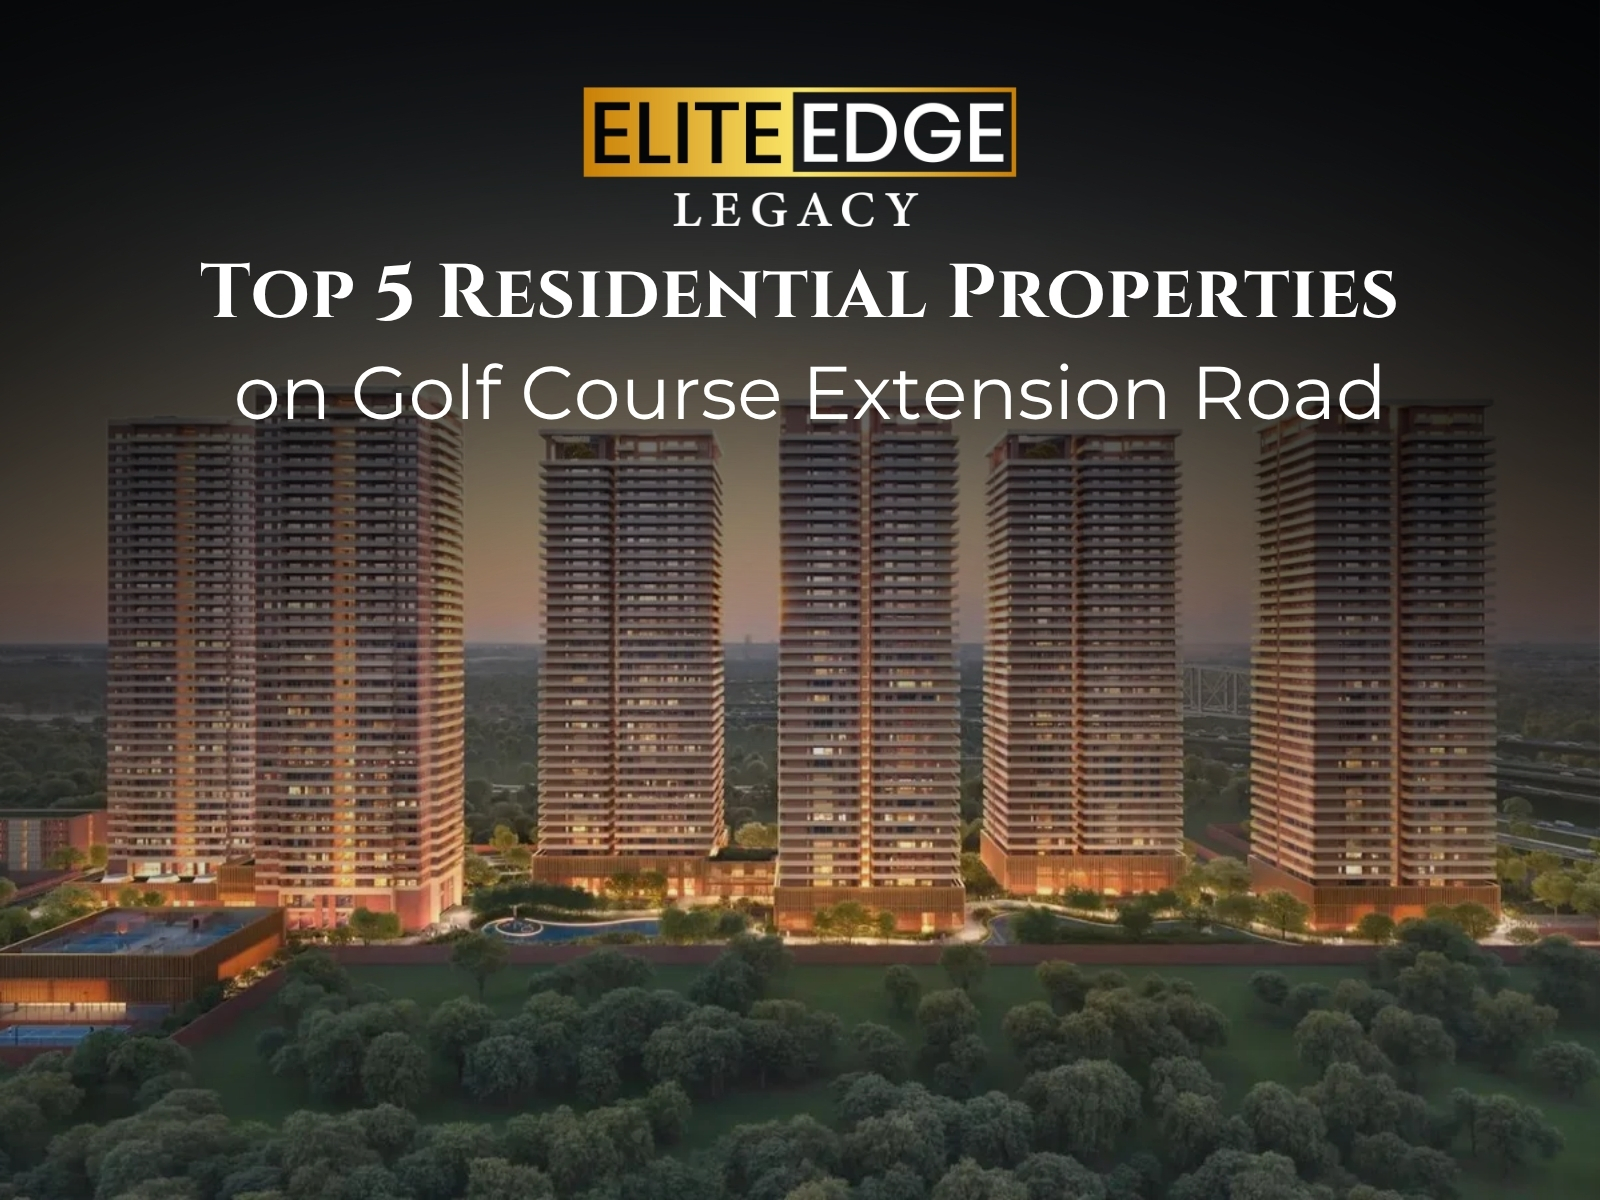 ELITE EDGE
LEGACY
Top 5 Residential Properties
on Golf Course Extension Road